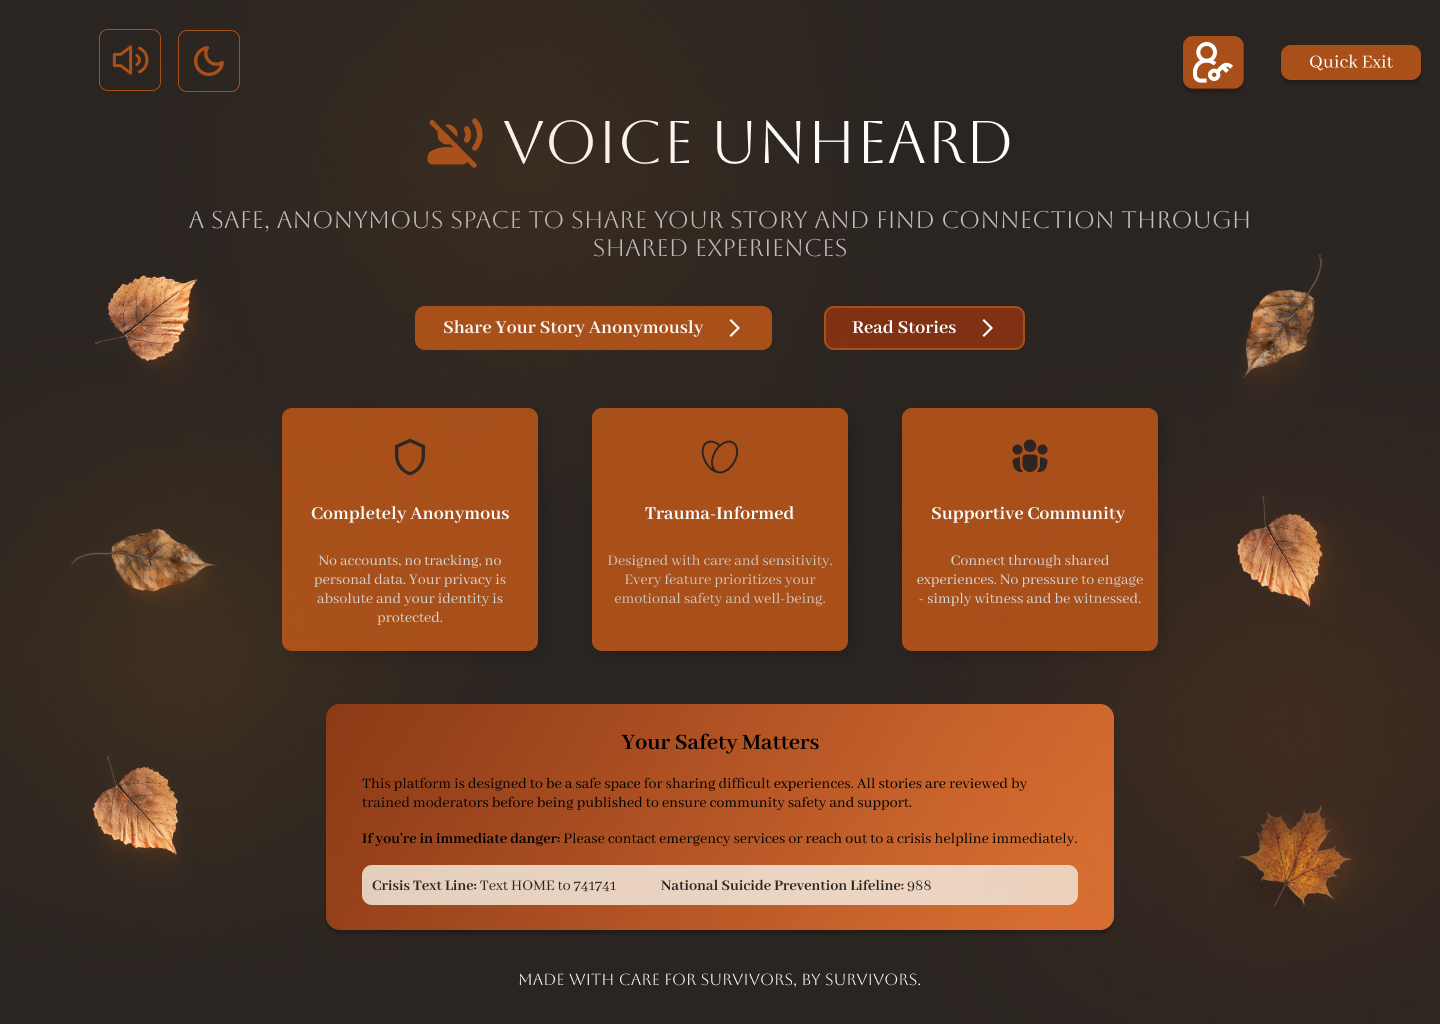 Quick Exit
VOICE UNHEARD
A SAFE, ANONYMOUS SPACE TO SHARE YOUR STORY AND FIND CONNECTION THROUGH
SHARED EXPERIENCES
Share Your Story Anonymously
Read Stories
Completely Anonymous
No accounts, no tracking, no
personal data. Your privacy is
absolute and your identity is
protected.
Trauma-Informed
Designed with care and sensitivity.
Every feature prioritizes your
emotional safety and well-being.
Supportive Community
Connect through shared
experiences. No pressure to engage
- simply witness and be witnessed.
Your Safety Matters
This platform is designed to be a safe space for sharing difficult experiences. All stories are reviewed by
trained moderators before being published to ensure community safety and support.
If you're in immediate danger: Please contact emergency services or reach out to a crisis helpline immediately.
Crisis Text Line: Text HOME to 741741
National Suicide Prevention Lifeline: 988
MADE WITH CARE FOR SURVIVORS, BY SURVIVORS.